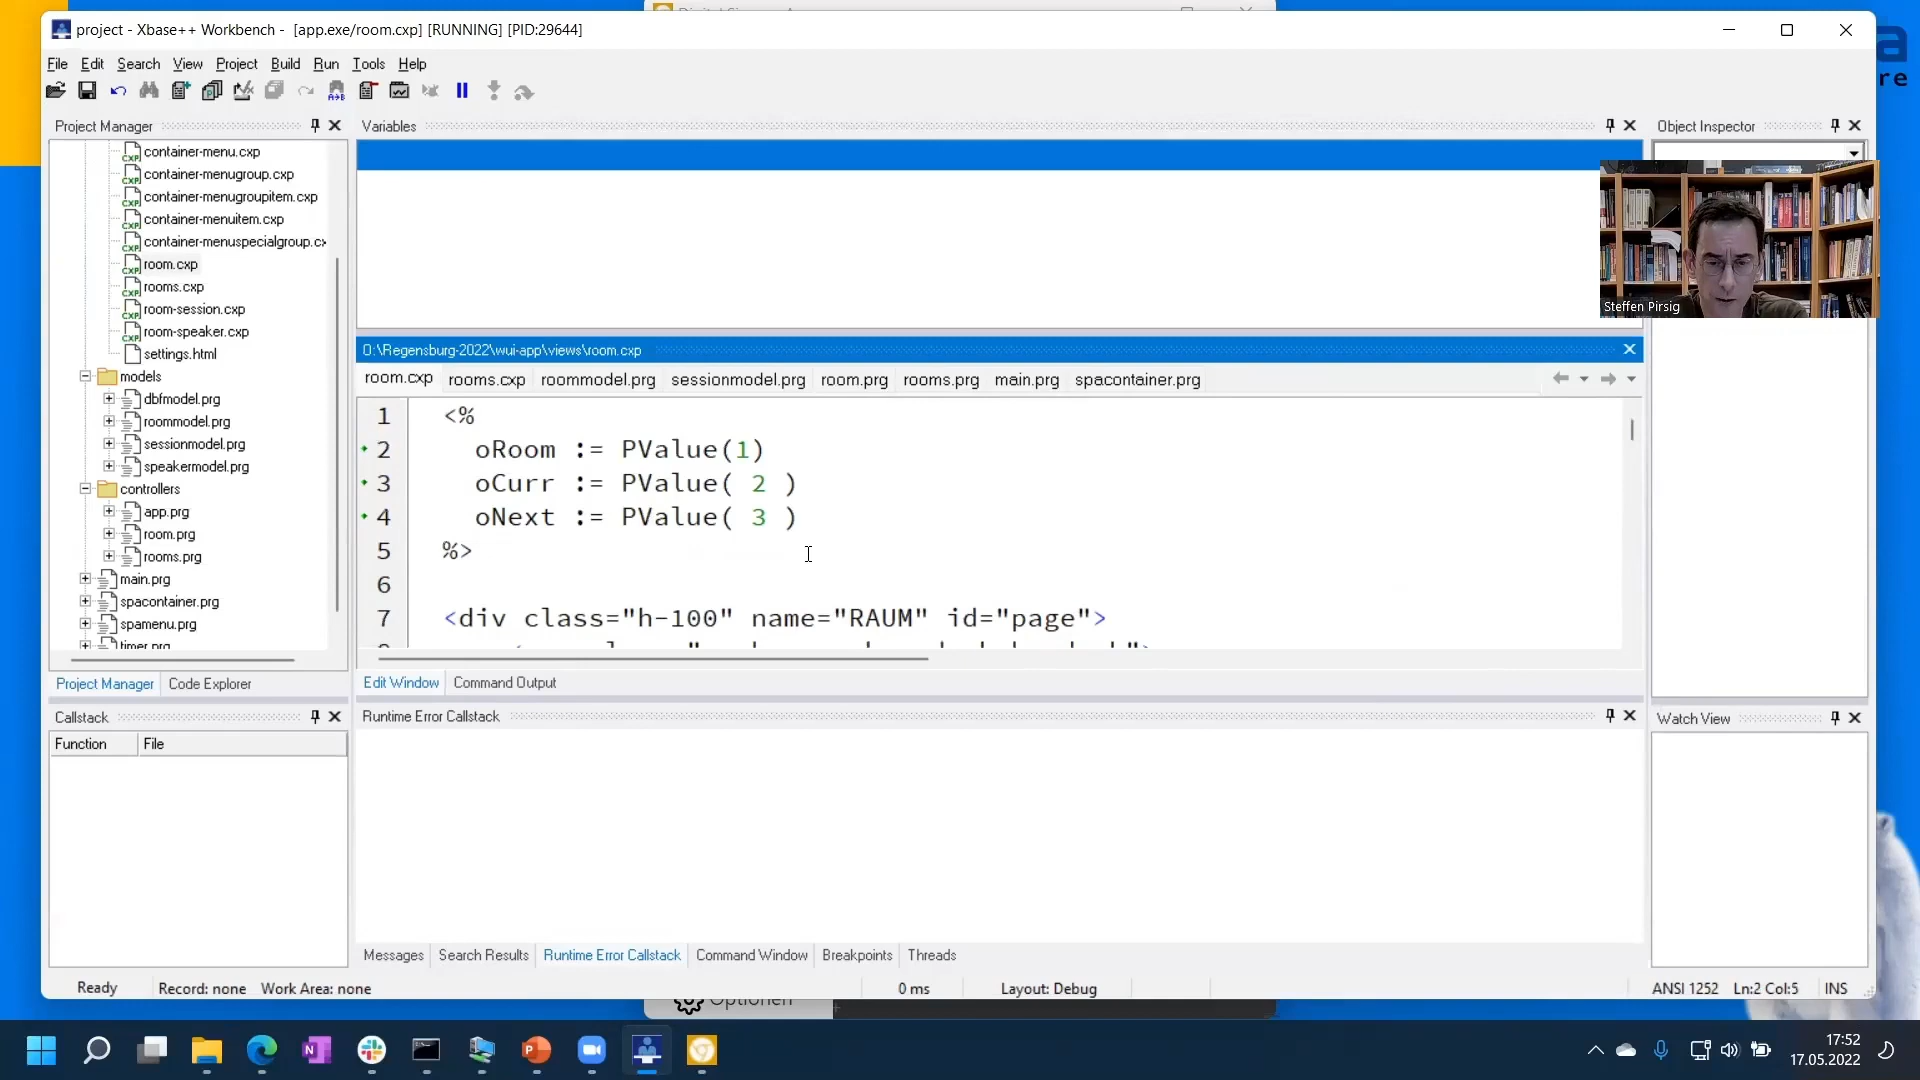 project - Xbase++ Workbench - [app.exe/room.cxp] [RUNNING] [PID:29644]
re
File Edit Search View Project Build Run Tools Help
Project Manager
Variables
Object Inspector
container-menu.cxp
container-menugroup.cxp
container-menugroupitem.cxp
container-menuitem.cxp
container-menuspecialgroup.cx
room.cxp
rooms.cxp
room-session.cxp
room-speaker.cxp
settings.html
models
dbfmodel.prg
roommodel.prg
sessionmodel.prg
speakermodel.prg
controllers
app.prg
room.prg
rooms.prg
main.prg
spacontainer.prg
spamenu.prg
timer.prg
Steffen Pirsig
O:\Regensburg-2022\wui-app\views\room.cxp
room.cxp rooms.cxp roommodel.prg sessionmodel.prg room.prg rooms.prg main.prg spacontainer.prg
1 <%
2 oRoom := PValue(1)
3 oCurr := PValue( 2 )
4 oNext := PValue( 3 )
5 %>
6
7 <div class="h-100" name="RAUM" id="page">
Project Manager Code Explorer
Edit Window Command Output
Callstack
Function File
Runtime Error Callstack
Watch View
Messages Search Results Runtime Error Callstack Command Window Breakpoints Threads
Ready Record: none Work Area: none 0 ms Layout: Debug ANSI 1252 Ln:2 Col:5 INS
Optionen
17:52
17.05.2022